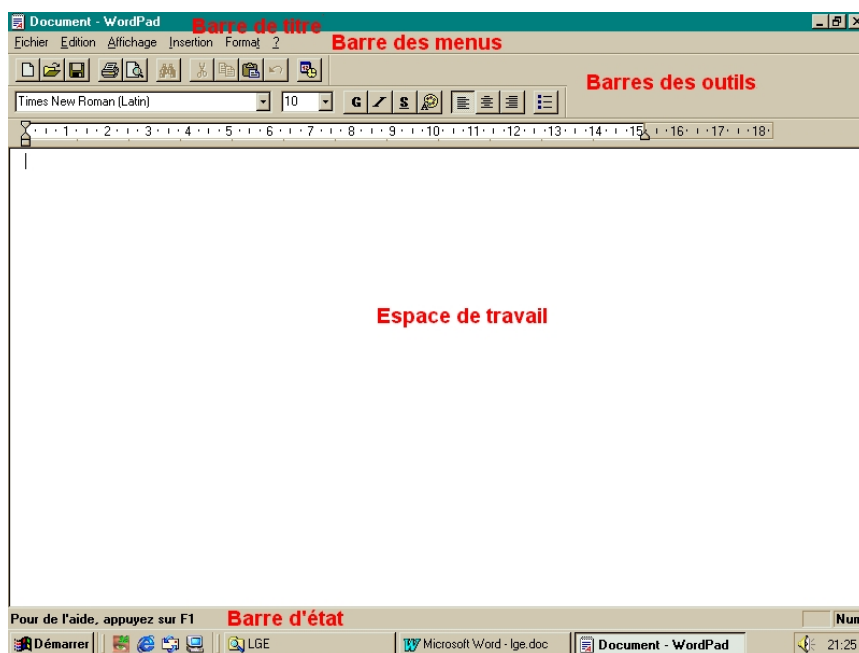 Document - WordPad Barre de titre
Fichier Edition Affichage Insertion Format ? Barre des menus
Barres des outils
Times New Roman (Latin) 10 G I S
1 2 3 4 5 6 7 8 9 10 11 12 13 14 15 16 17 18
Espace de travail
Pour de l'aide, appuyez sur F1 Barre d'état Num
Démarrer LGE Microsoft Word - lge.doc Document - WordPad 21:25